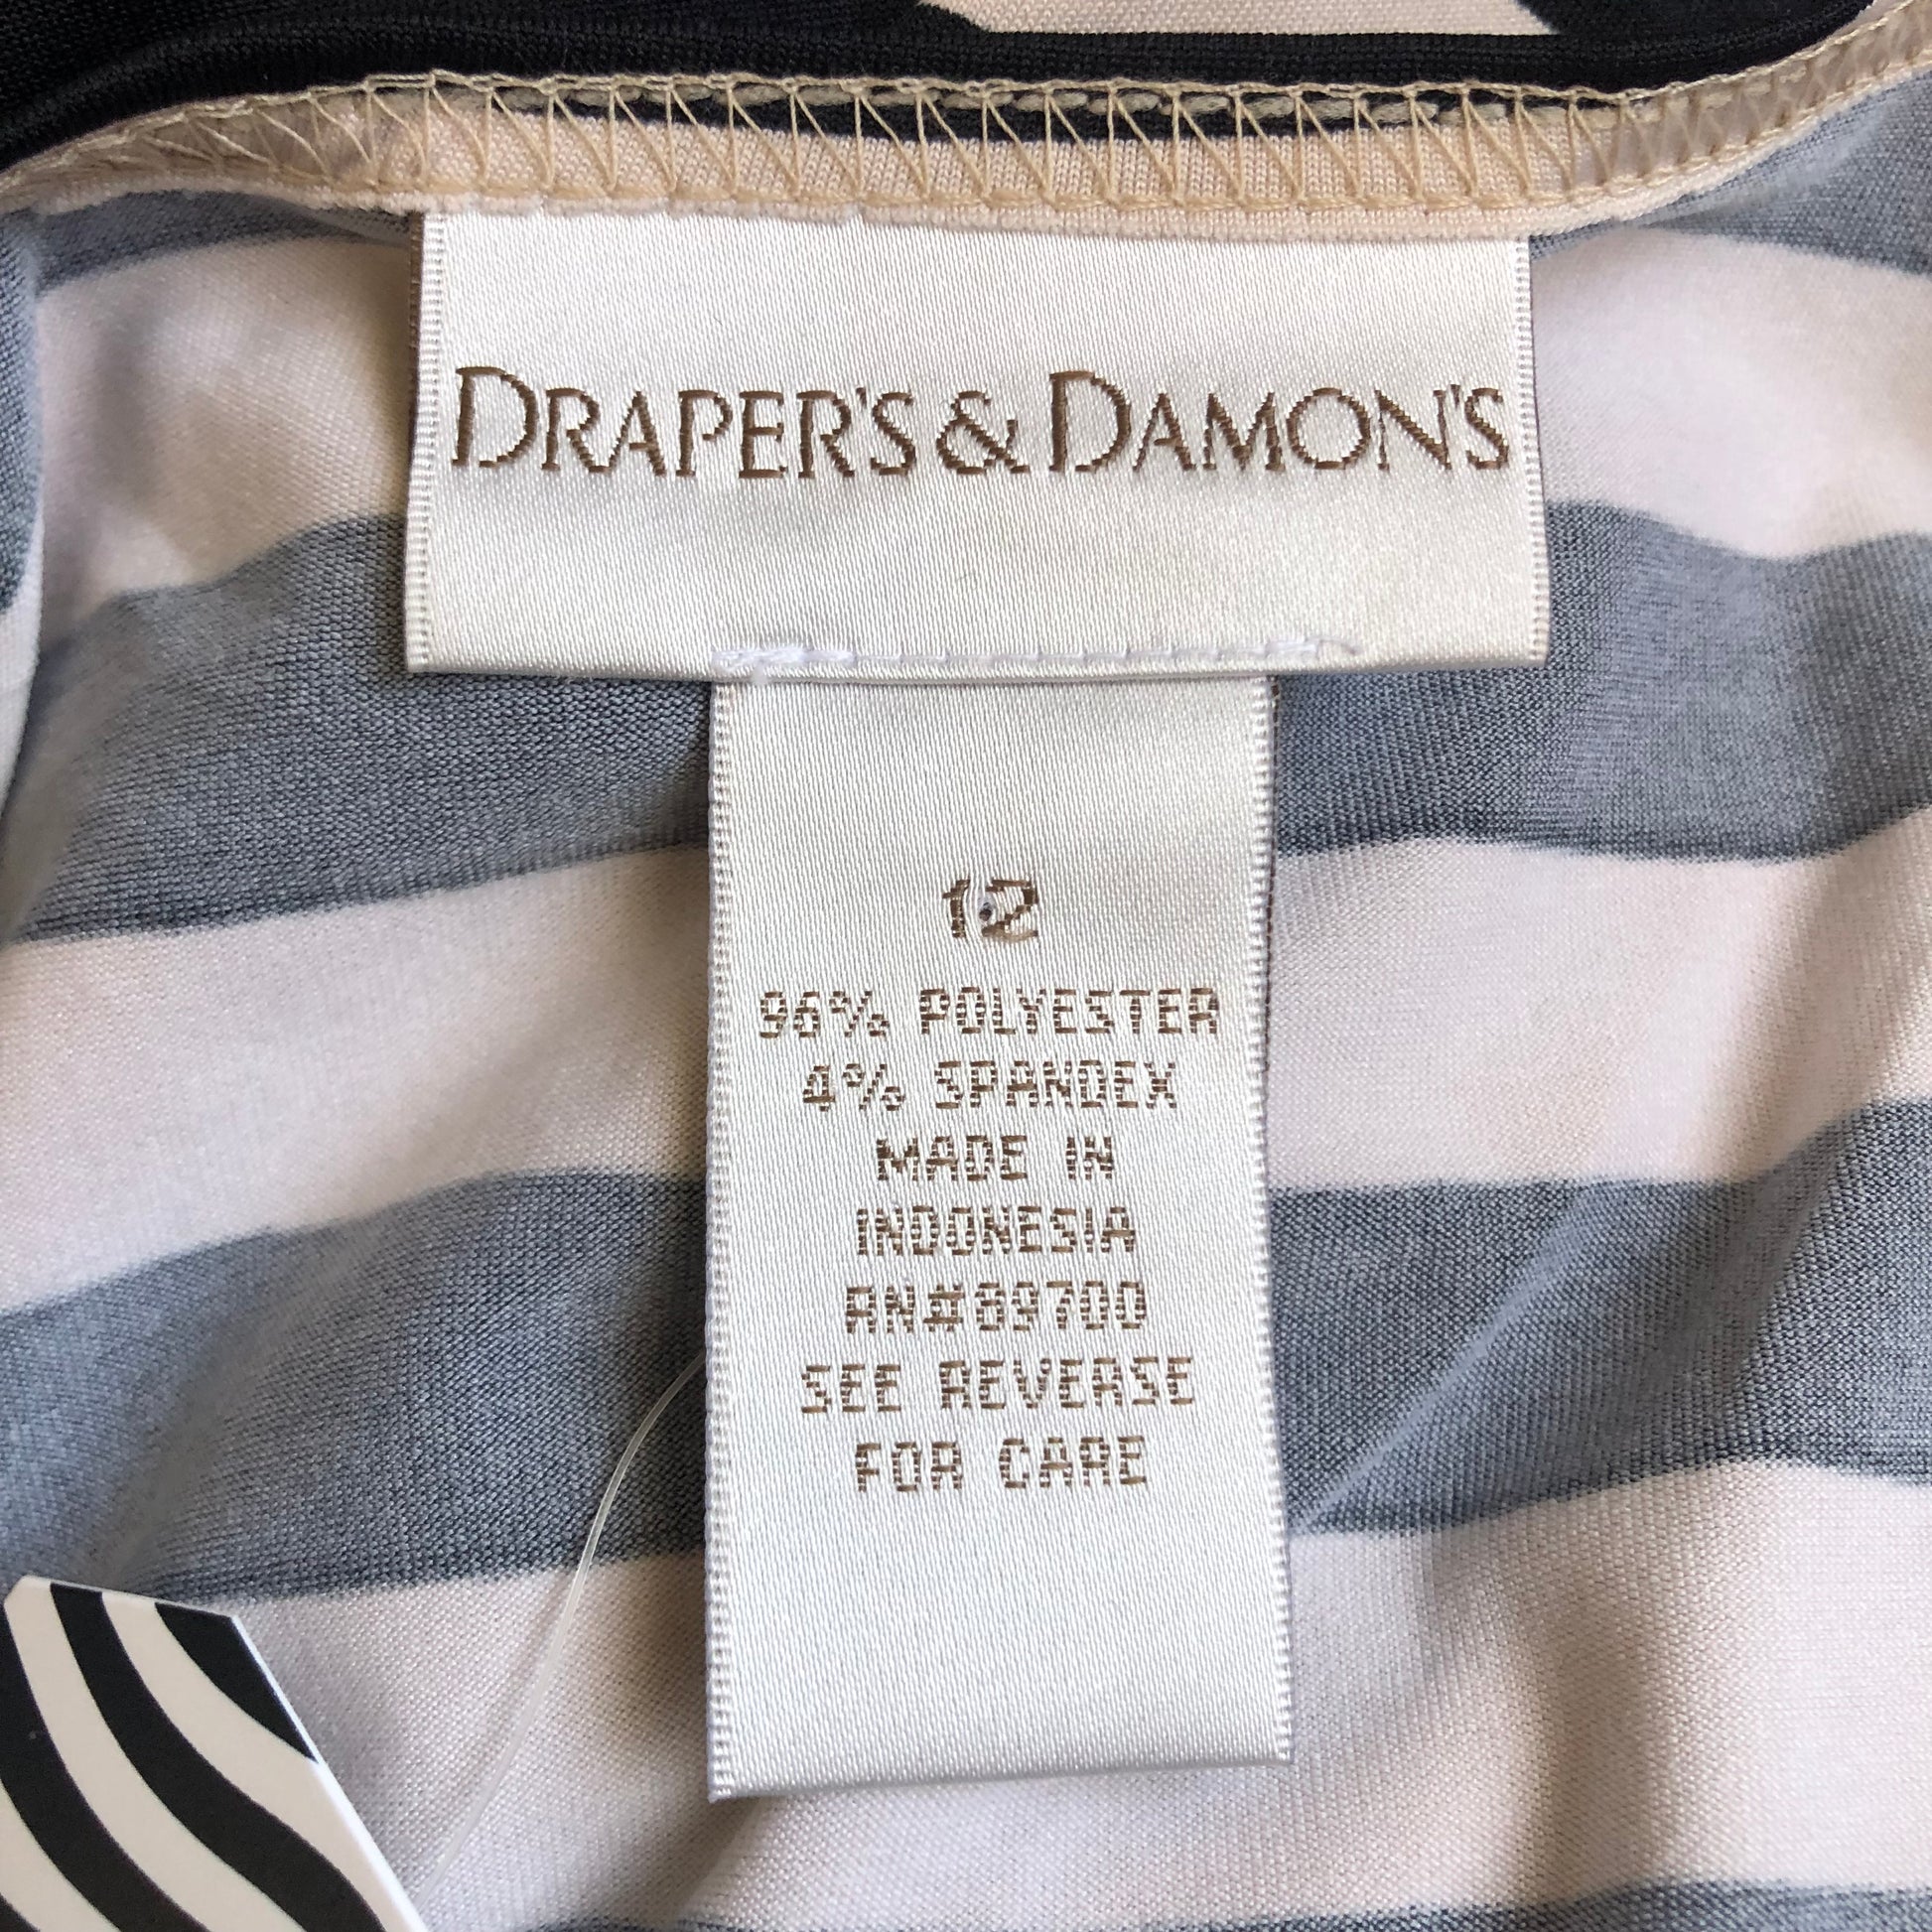 DRAPER'S & DAMON'S
12
96% POLYESTER
4% SPANDEX
MADE IN
INDONESIA
RN#89700
SEE REVERSE
FOR CARE